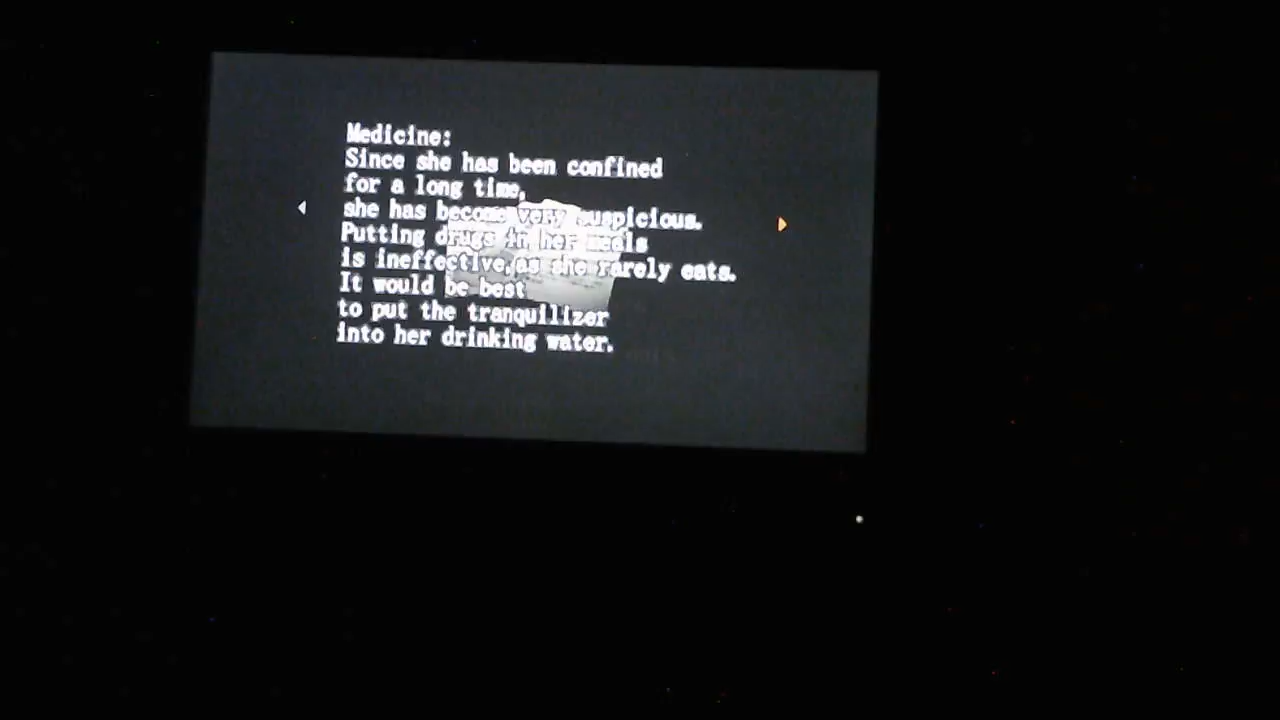 Medicine:
Since she has been confined
for a long time,
she has become very suspicious.
Putting drugs in her meals
is ineffective, as she rarely eats.
It would be best
to put the tranquilizer
into her drinking water.